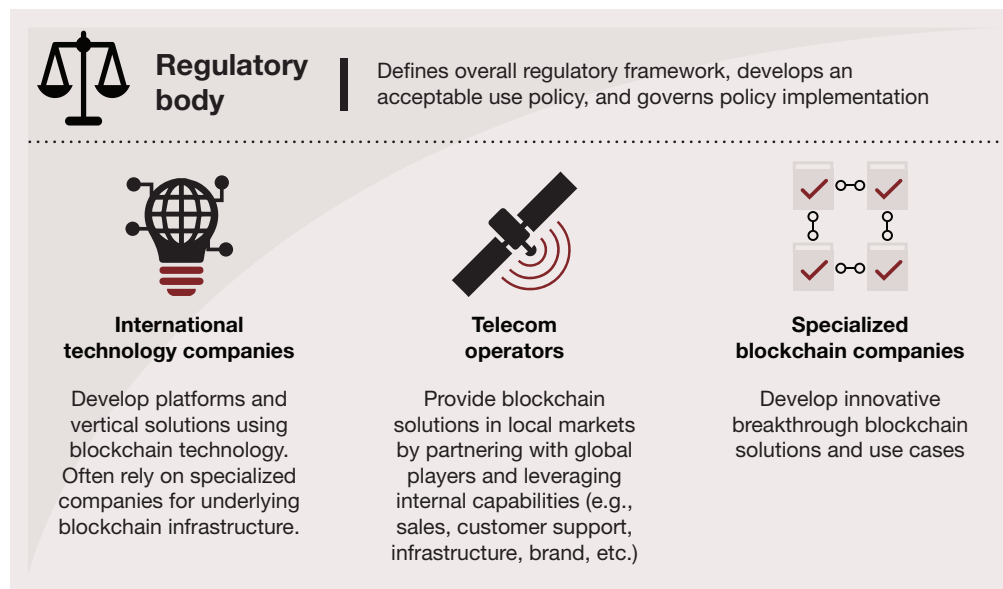 Regulatory
body
Defines overall regulatory framework, develops an
acceptable use policy, and governs policy implementation
International
technology companies
Develop platforms and
vertical solutions using
blockchain technology.
Often rely on specialized
companies for underlying
blockchain infrastructure.
Telecom
operators
Provide blockchain
solutions in local markets
by partnering with global
players and leveraging
internal capabilities (e.g.,
sales, customer support,
infrastructure, brand, etc.)
Specialized
blockchain companies
Develop innovative
breakthrough blockchain
solutions and use cases